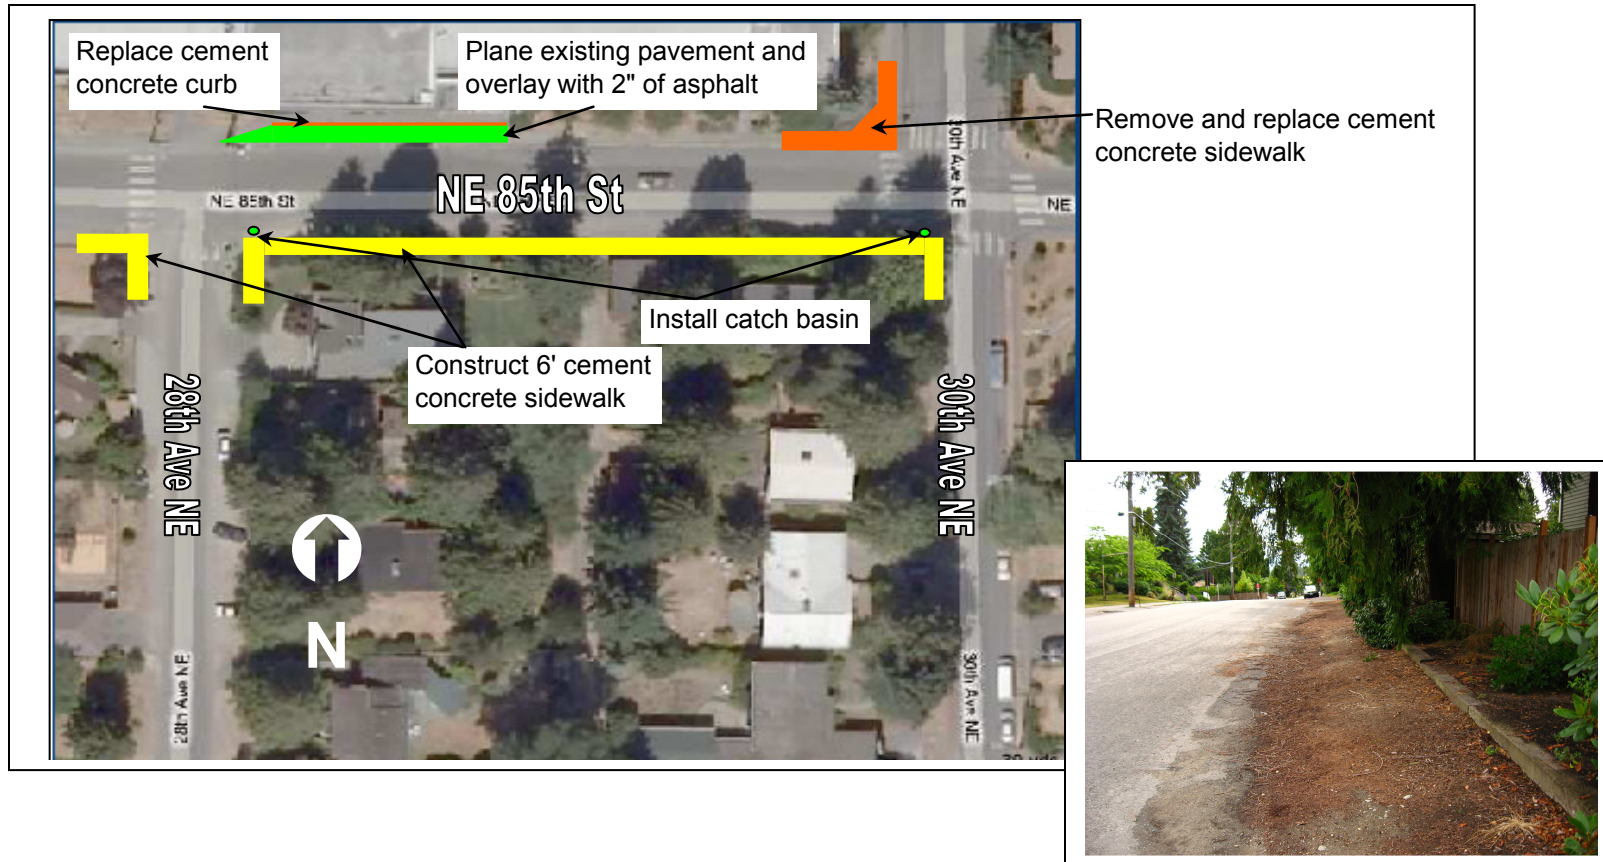 Replace cement
concrete curb
Plane existing pavement and
overlay with 2" of asphalt
Remove and replace cement
concrete sidewalk
30th Ave NE
NE 85th St
NE 85th St
NE
Install catch basin
Construct 6' cement
concrete sidewalk
28th Ave NE
30th Ave NE
N
28th Ave NE
30th Ave NE